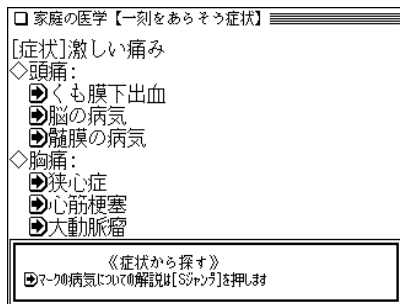 家庭の医学【一刻をあらそう症状】
[症状]激しい痛み
◇頭痛:
くも膜下出血
脳の病気
髄膜の病気
◇胸痛:
狭心症
心筋梗塞
大動脈瘤
《症状から探す》
マークの病気についての解説は[Sジャンプ]を押します